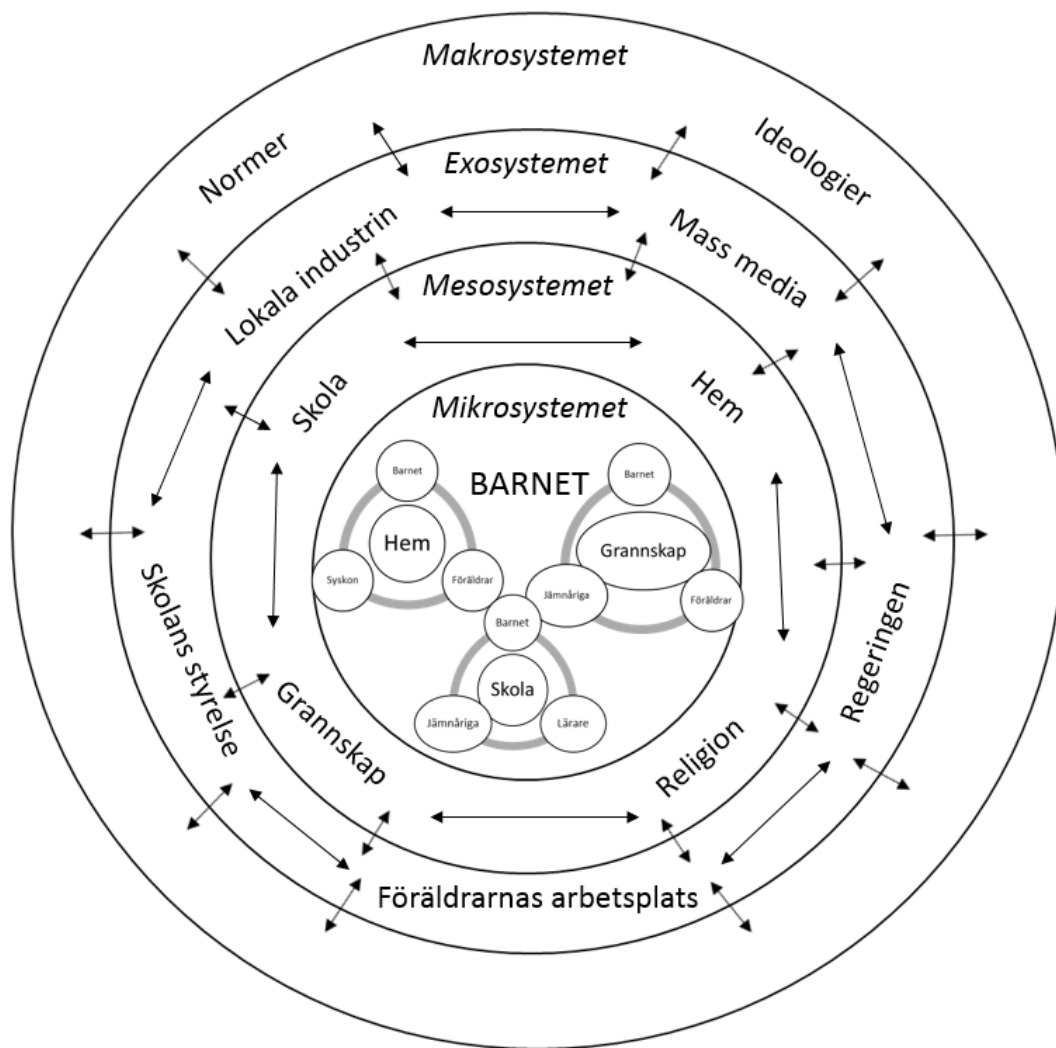 Makrosystemet
Normer
Ideologier
Exosystemet
Lokala industrin
Mass media
Mesosystemet
Skola
Hem
Mikrosystemet
BARNET
Barnet
Hem
Syskon
Föräldrar
Barnet
Grannskap
Jämnåriga
Föräldrar
Barnet
Skola
Jämnåriga
Lärare
Skolans styrelse
Grannskap
Religion
Regeringen
Föräldrarnas arbetsplats